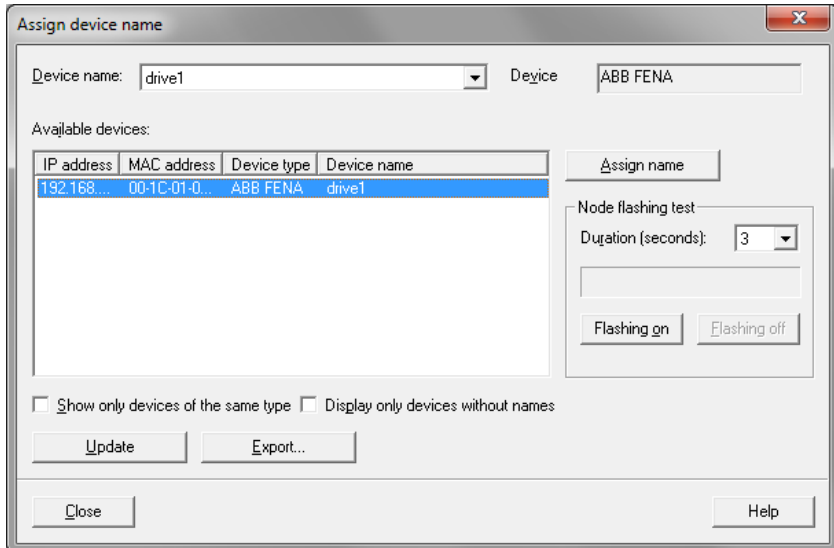 Assign device name
Device name: drive1 Device ABB FENA
Available devices:
IP address MAC address Device type Device name
192.168.... 00-1C-01-0... ABB FENA drive1
Assign name
Node flashing test
Duration (seconds): 3
Flashing on Flashing off
Show only devices of the same type Display only devices without names
Update Export...
Close Help